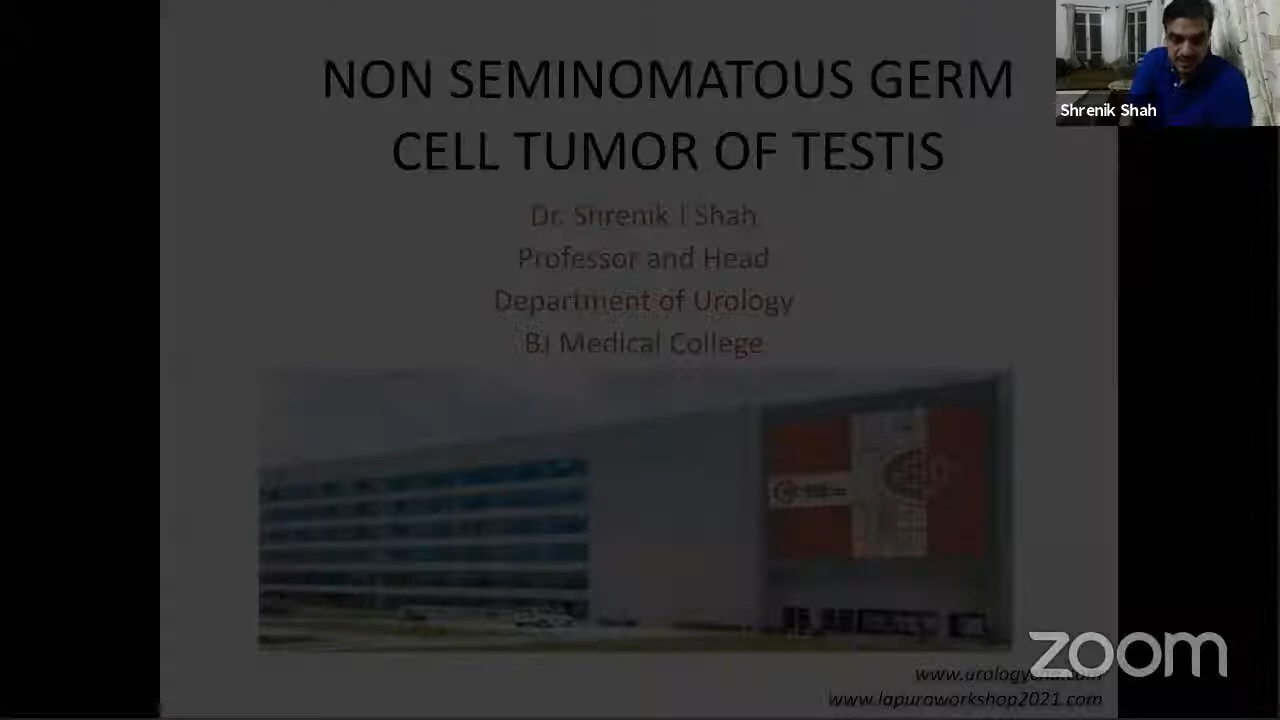 NON SEMINOMATOUS GERM
CELL TUMOR OF TESTIS
Dr. Shrenik I Shah
Professor and Head
Department of Urology
BJ Medical College
Shrenik Shah
zoom
www.lapuroworkshop2021.com